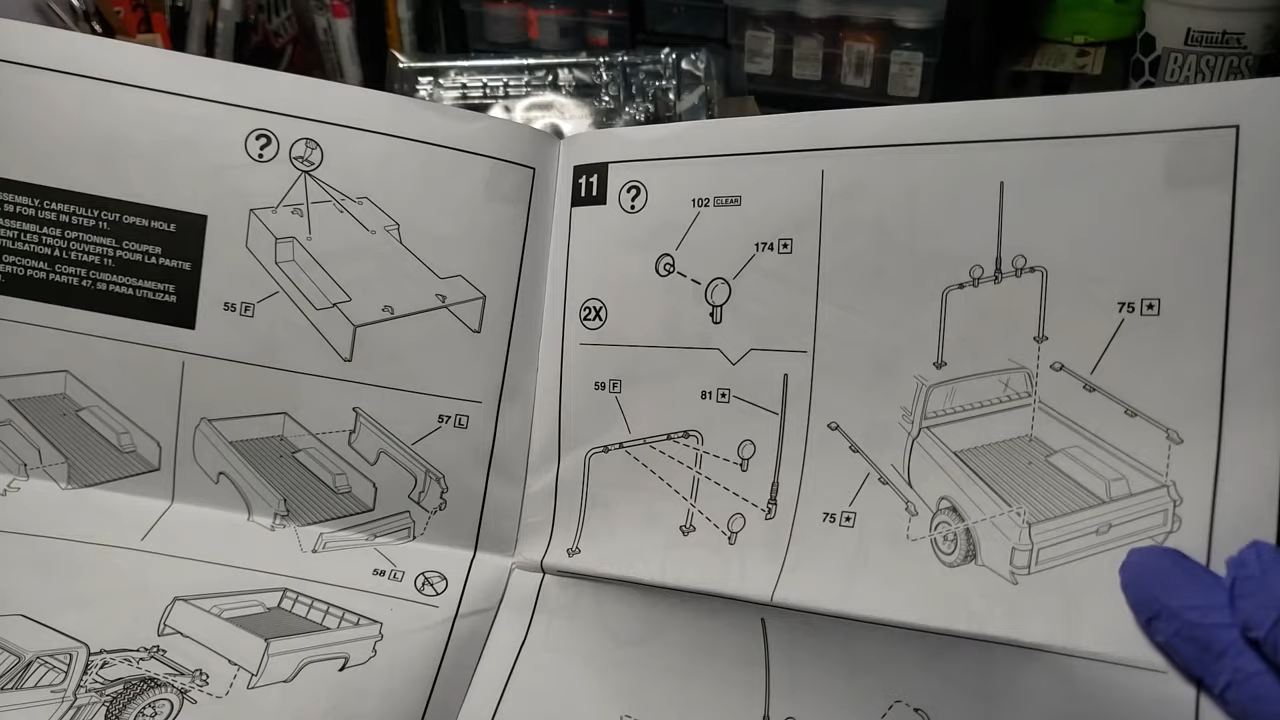 Liquitex
BASICS
?
SSEMBLY. CAREFULLY CUT OPEN HOLE
59 FOR USE IN STEP 11.
ASSEMBLAGE OPTIONNEL. COUPER
ENT LES TROU OUVERTS POUR LA PARTIE
TILISATION À L'ÉTAPE 11.
OPCIONAL. CORTE CUIDADOSAMENTE
ERTO POR PARTE 47, 59 PARA UTILIZAR
55 F
57 L
58 L
11
?
102 CLEAR
174 ★
2X
59 F
81 ★
75 ★
75 ★